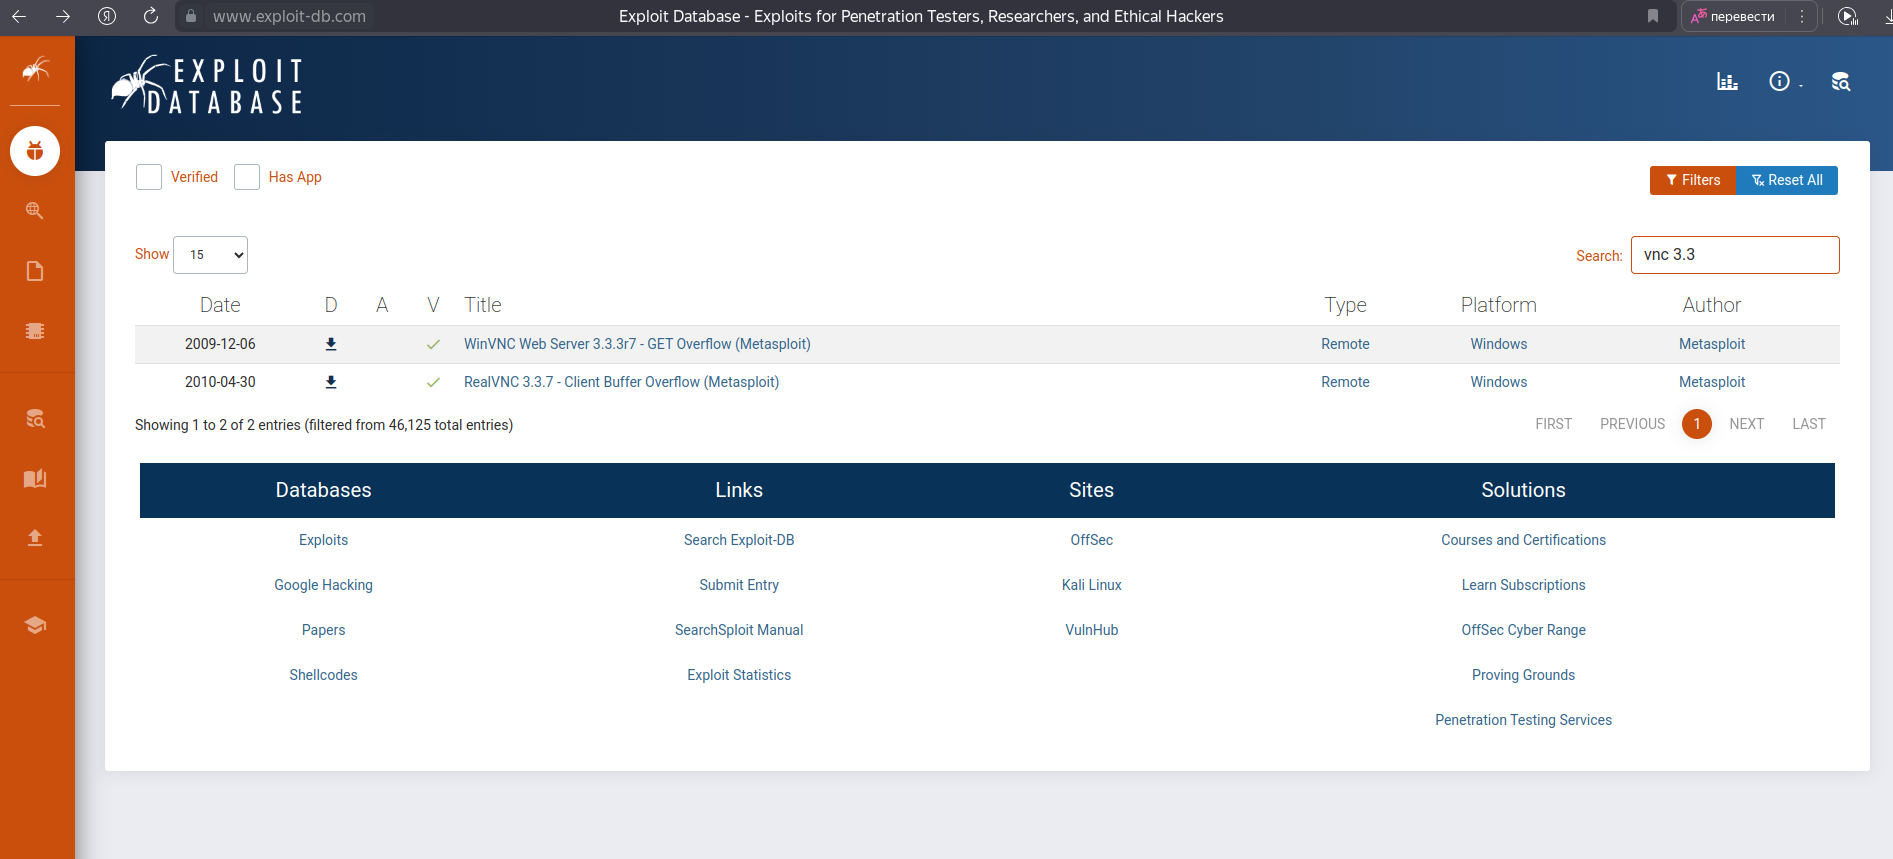 www.exploit-db.com
Exploit Database - Exploits for Penetration Testers, Researchers, and Ethical Hackers
перевести
EXPLOIT
DATABASE
Verified
Has App
Filters
Reset All
Show 15
Search: vnc 3.3
Date D A V Title Type Platform Author
2009-12-06 WinVNC Web Server 3.3.3r7 - GET Overflow (Metasploit) Remote Windows Metasploit
2010-04-30 RealVNC 3.3.7 - Client Buffer Overflow (Metasploit) Remote Windows Metasploit
Showing 1 to 2 of 2 entries (filtered from 46,125 total entries)
FIRST PREVIOUS 1 NEXT LAST
Databases Links Sites Solutions
Exploits Search Exploit-DB OffSec Courses and Certifications
Google Hacking Submit Entry Kali Linux Learn Subscriptions
Papers SearchSploit Manual VulnHub OffSec Cyber Range
Shellcodes Exploit Statistics Proving Grounds
Penetration Testing Services